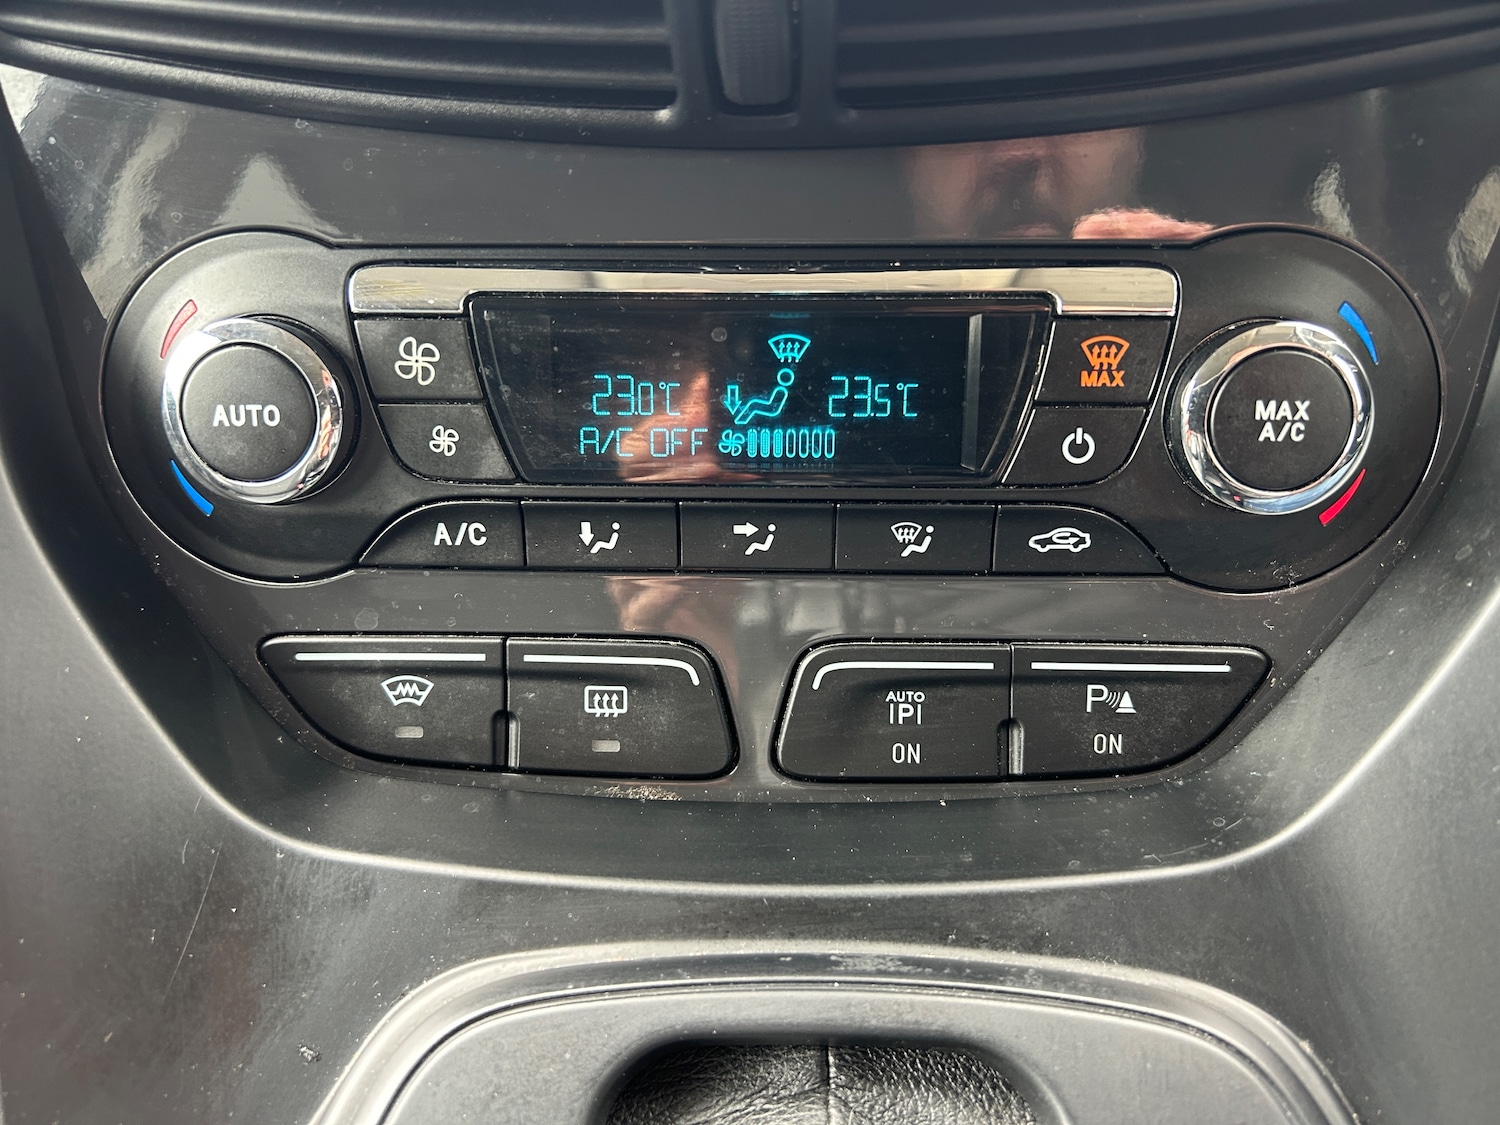 AUTO
23.0°C
23.5°C
A/C OFF
MAX
MAX
A/C
A/C
AUTO
P
ON
P
ON